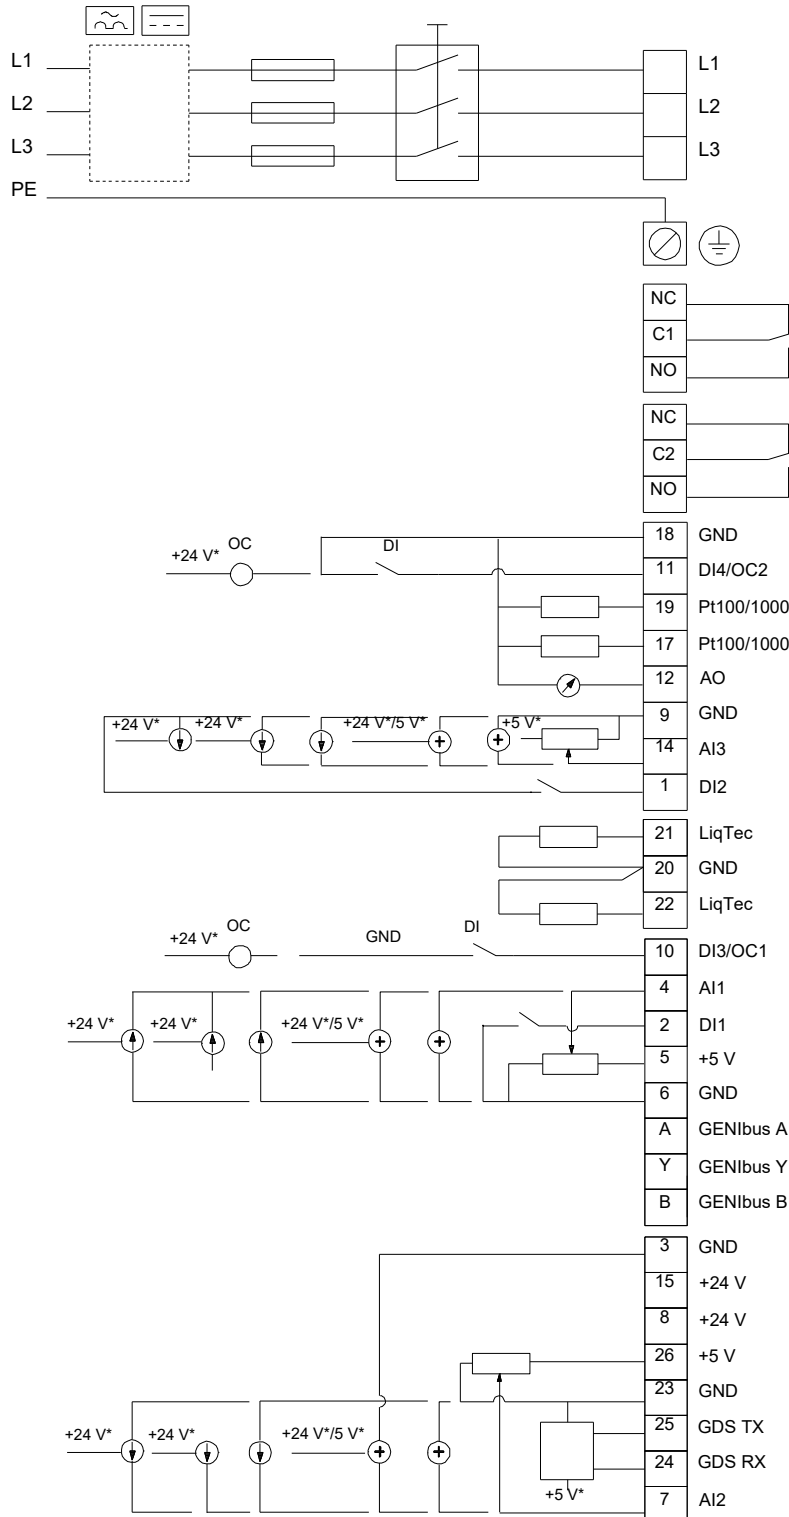 L1 L1
L2 L2
L3 L3
PE
NC
C1
NO
NC
C2
NO
18 GND
+24 V* OC DI 11 DI4/OC2
19 Pt100/1000
17 Pt100/1000
12 AO
9 GND
+24 V* +24 V* +24 V*/5 V* +5 V*
14 AI3
1 DI2
21 LiqTec
20 GND
22 LiqTec
+24 V* OC GND DI 10 DI3/OC1
4 AI1
+24 V* +24 V* +24 V*/5 V* 2 DI1
5 +5 V
6 GND
A GENIbus A
Y GENIbus Y
B GENIbus B
3 GND
15 +24 V
8 +24 V
26 +5 V
23 GND
25 GDS TX
+24 V* +24 V* +24 V*/5 V*
24 GDS RX
+5 V*
7 AI2